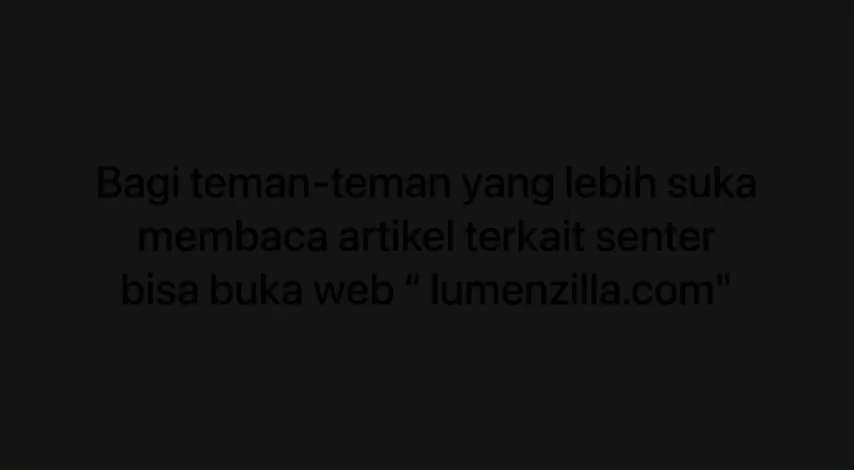 Bagi teman-teman yang lebih suka
membaca artikel terkait senter
bisa buka web “ lumenzilla.com"